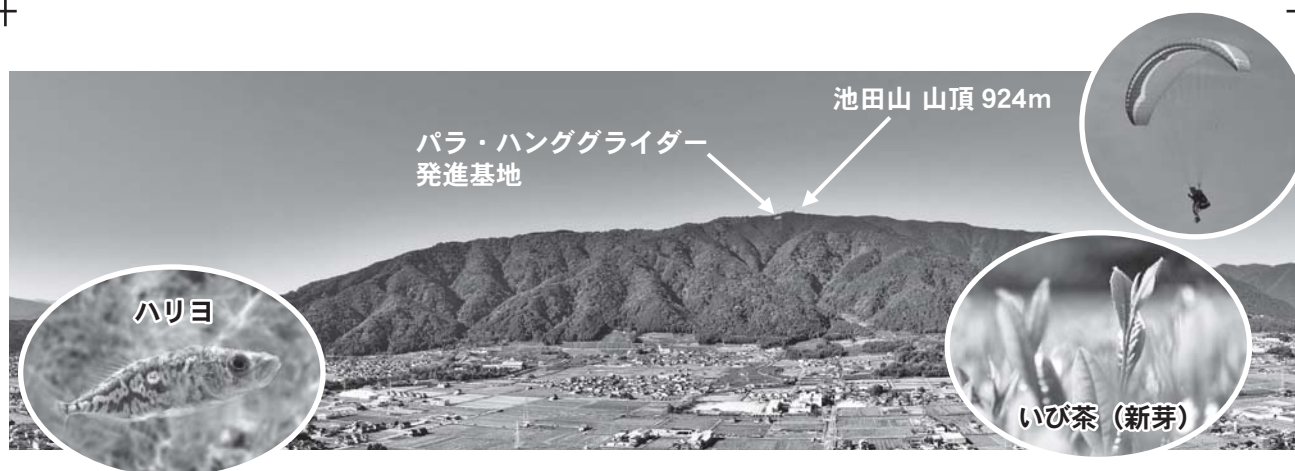 池田山 山頂 924m
パラ・ハンググライダー
発進基地
ハリヨ
いび茶（新芽）